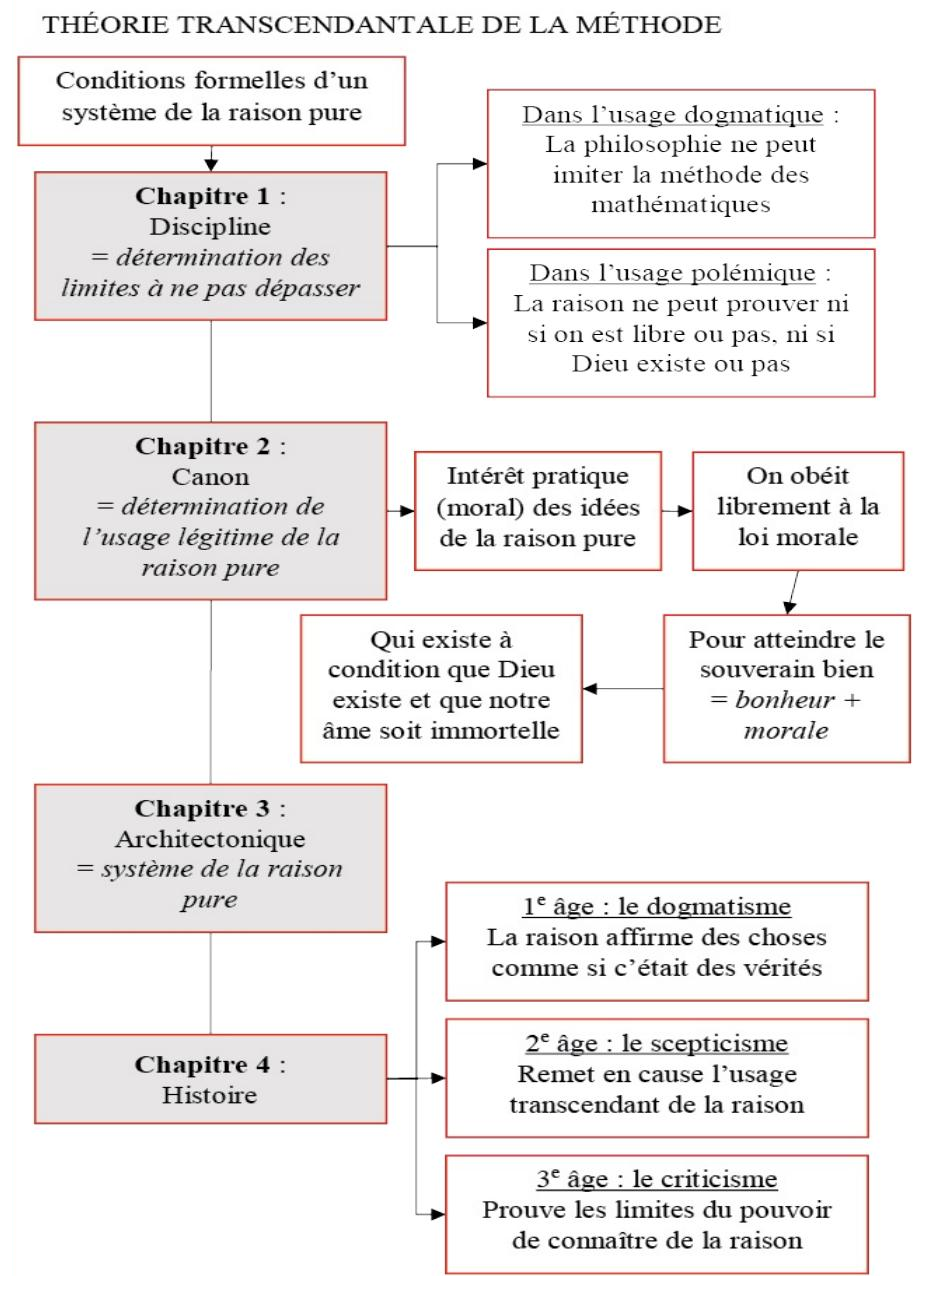 THÉORIE TRANSCENDANTALE DE LA MÉTHODE
Conditions formelles d’un
système de la raison pure
Chapitre 1 :
Discipline
= détermination des
limites à ne pas dépasser
Dans l’usage dogmatique :
La philosophie ne peut
imiter la méthode des
mathématiques
Dans l’usage polémique :
La raison ne peut prouver ni
si on est libre ou pas, ni si
Dieu existe ou pas
Chapitre 2 :
Canon
= détermination de
l’usage légitime de la
raison pure
Intérêt pratique
(moral) des idées
de la raison pure
On obéit
librement à la
loi morale
Pour atteindre le
souverain bien
= bonheur +
morale
Qui existe à
condition que Dieu
existe et que notre
âme soit immortelle
Chapitre 3 :
Architectonique
= système de la raison
pure
Chapitre 4 :
Histoire
1e âge : le dogmatisme
La raison affirme des choses
comme si c’était des vérités
2e âge : le scepticisme
Remet en cause l’usage
transcendant de la raison
3e âge : le criticisme
Prouve les limites du pouvoir
de connaître de la raison